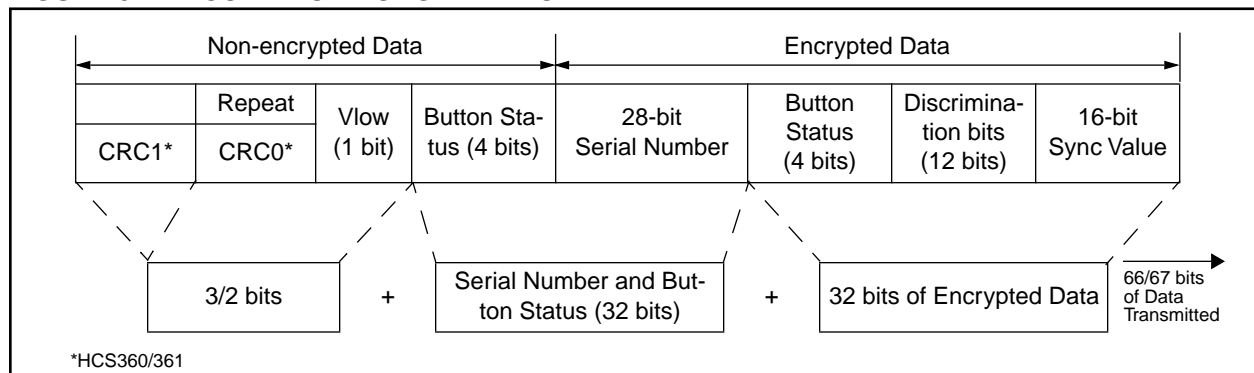 Non-encrypted Data
Encrypted Data
Repeat
CRC1*
CRC0*
Vlow
(1 bit)
Button Sta-
tus (4 bits)
28-bit
Serial Number
Button
Status
(4 bits)
Discrimina-
tion bits
(12 bits)
16-bit
Sync Value
3/2 bits
+
Serial Number and But-
ton Status (32 bits)
+
32 bits of Encrypted Data
66/67 bits
of Data
Transmitted
*HCS360/361